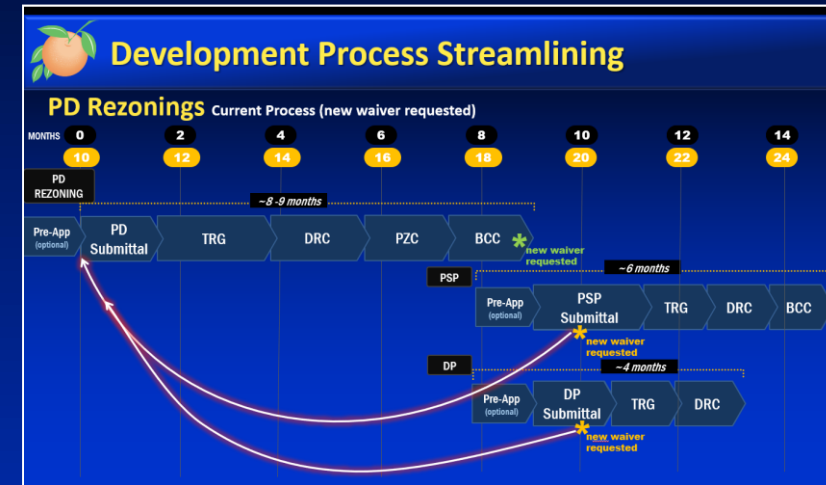 Development Process Streamlining
PD Rezonings Current Process (new waiver requested)
MONTHS 0 2 4 6 8 10 12 14
10 12 14 16 18 20 22 24
PD
REZONING
~8 -9 months
Pre-App
(optional)
PD
Submittal
TRG
DRC
PZC
BCC
*new waiver
requested
PSP
~6 months
Pre-App
(optional)
PSP
Submittal
TRG
DRC
BCC
*new waiver
requested
DP
~4 months
Pre-App
(optional)
DP
Submittal
TRG
DRC
*new waiver
requested